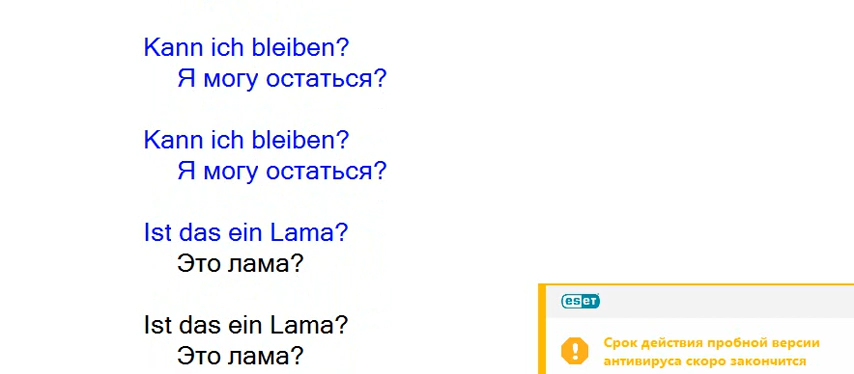 Kann ich bleiben?
Я могу остаться?
Kann ich bleiben?
Я могу остаться?
Ist das ein Lama?
Это лама?
Ist das ein Lama?
Это лама?
eseT
Срок действия пробной версии
антивируса скоро закончится